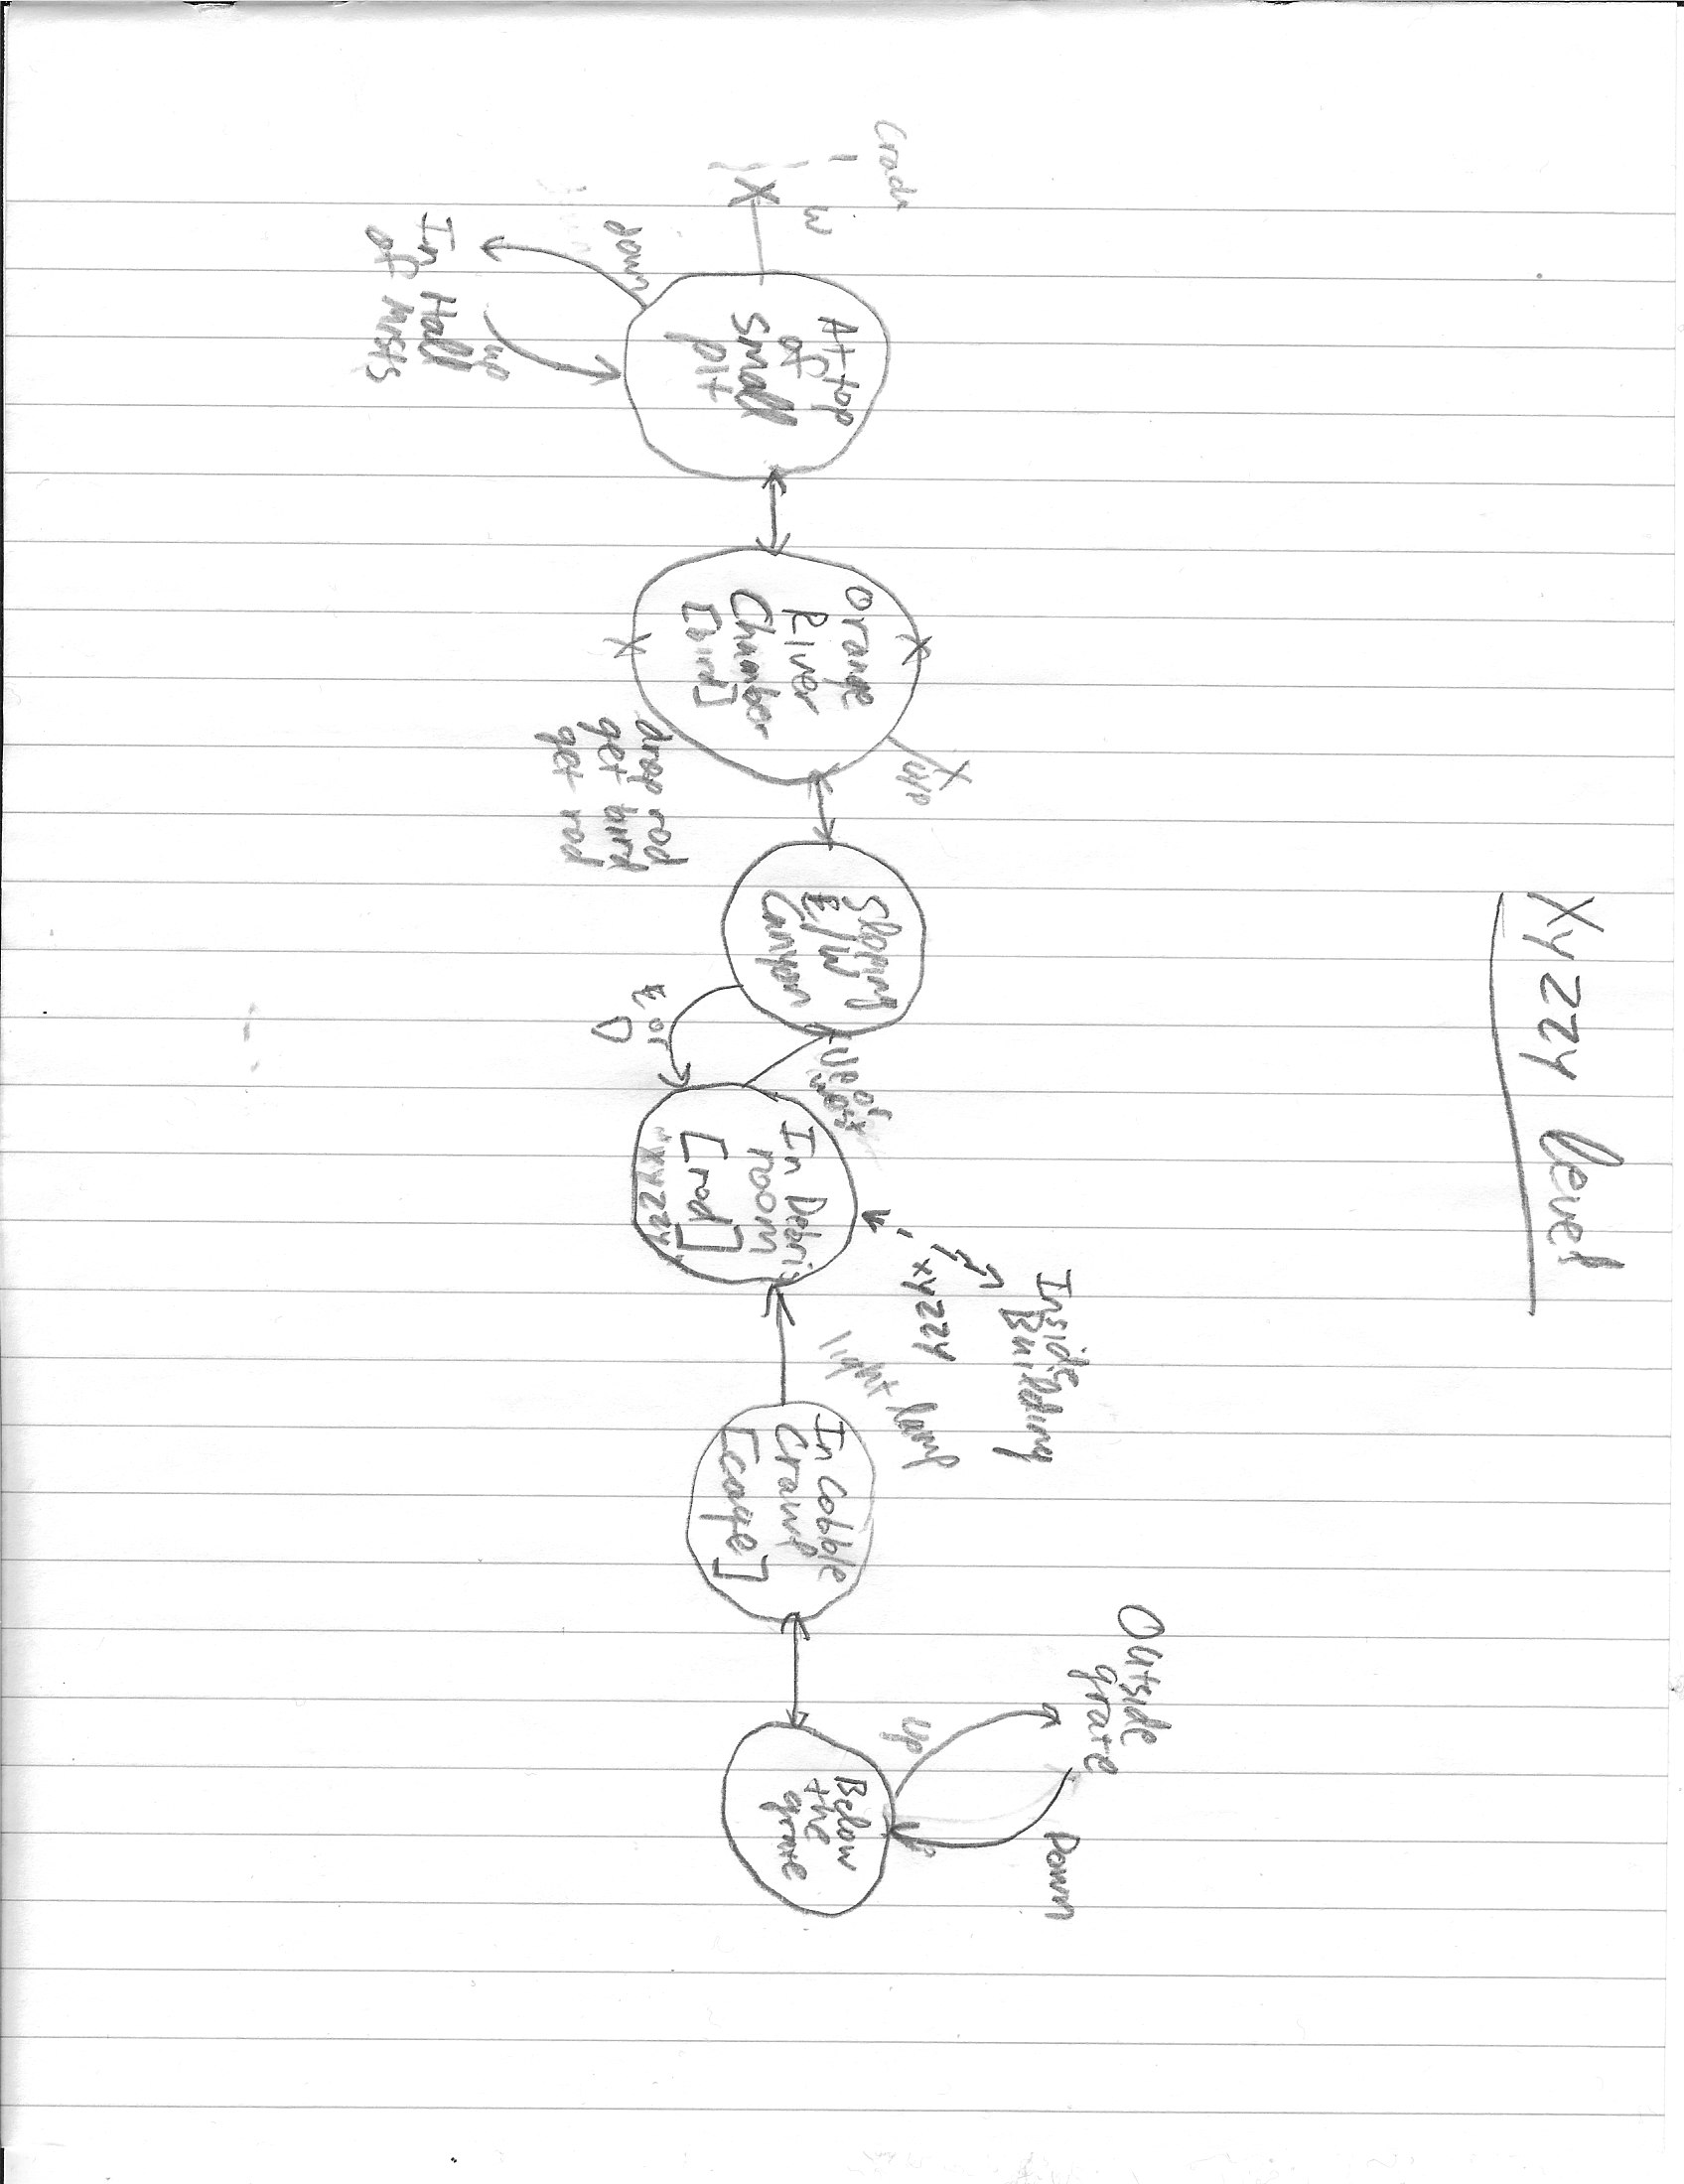 Xyzzy level
Crack
W
down
In Hall
of Mists
up
At top
of
Small
Pit
Orange
River
Chamber
[bird]
up
drop rod
get bird
get rod
Sloping
E/W
Canyon
E or
D
In Debris
room
[rod]
"xyzzy"
Inside
Building
xyzzy
light lamp
In Cobble
Crawl
[cage]
Outside
grate
up
Down
Below
the
grate